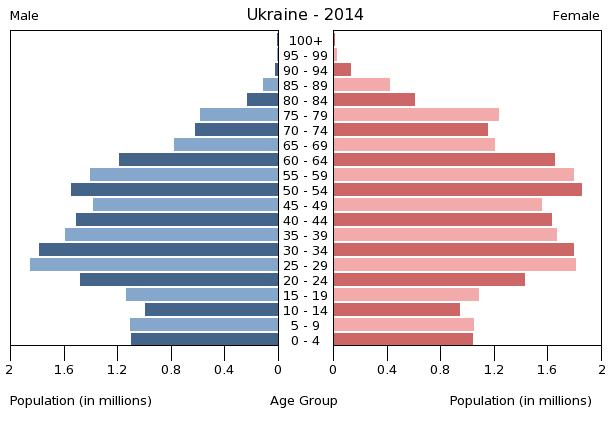 Male Ukraine - 2014 Female
100+
95 - 99
90 - 94
85 - 89
80 - 84
75 - 79
70 - 74
65 - 69
60 - 64
55 - 59
50 - 54
45 - 49
40 - 44
35 - 39
30 - 34
25 - 29
20 - 24
15 - 19
10 - 14
5 - 9
0 - 4
2 1.6 1.2 0.8 0.4 0 0 0.4 0.8 1.2 1.6 2
Population (in millions) Age Group Population (in millions)